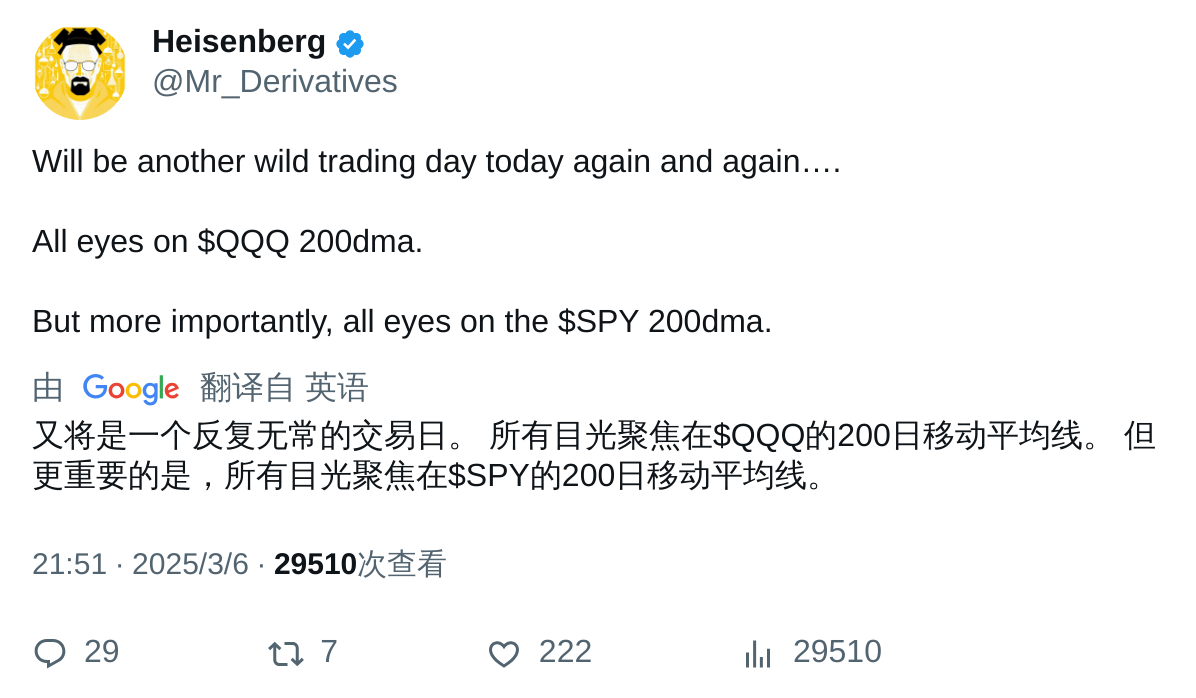 Heisenberg
@Mr_Derivatives
Will be another wild trading day today again and again….
All eyes on $QQQ 200dma.
But more importantly, all eyes on the $SPY 200dma.
由 Google 翻译自 英语
又将是一个反复无常的交易日。 所有目光聚焦在$QQQ的200日移动平均线。 但
更重要的是，所有目光聚焦在$SPY的200日移动平均线。
21:51 · 2025/3/6 · 29510次查看
29 7 222 29510